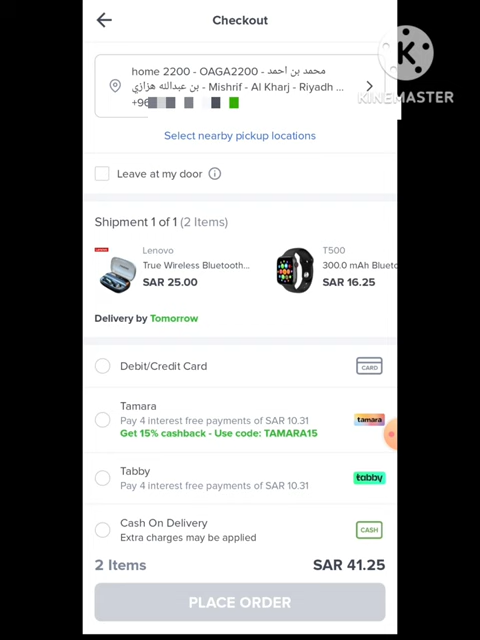 Checkout
home 2200 - OAGA2200 - محمد بن احمد
بن عبدالله هزازي - Mishrif - Al Kharj - Riyadh ...
+96
K
KINEMASTER
Select nearby pickup locations
Leave at my door
Shipment 1 of 1 (2 Items)
Lenovo
True Wireless Bluetooth...
SAR 25.00
T500
300.0 mAh Blueto
SAR 16.25
Delivery by Tomorrow
Debit/Credit Card
CARD
Tamara
Pay 4 interest free payments of SAR 10.31
Get 15% cashback - Use code: TAMARA15
tamara
Tabby
Pay 4 interest free payments of SAR 10.31
tabby
Cash On Delivery
Extra charges may be applied
CASH
2 Items
SAR 41.25
PLACE ORDER